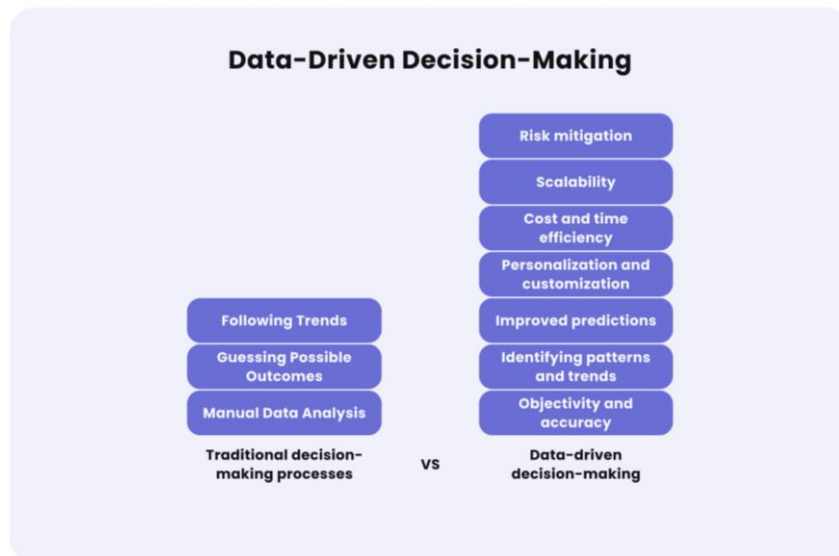 Data-Driven Decision-Making
Risk mitigation
Scalability
Cost and time
efficiency
Personalization and
customization
Following Trends
Improved predictions
Guessing Possible
Outcomes
Identifying patterns
and trends
Manual Data Analysis
Objectivity and
accuracy
Traditional decision-
making processes
vs
Data-driven
decision-making